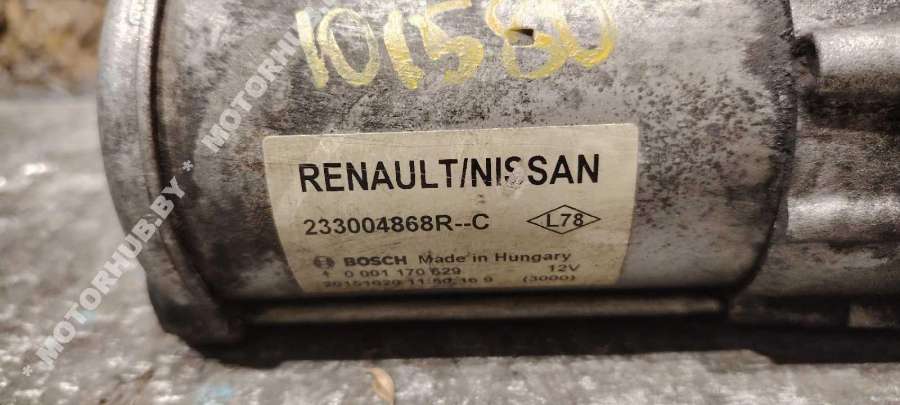 101580
RENAULT/NISSAN
233004868R--C
L78
BOSCH Made in Hungary
0 001 170 629
12V
(3000)
* MOTORHUB.BY * MOTORHUB.BY